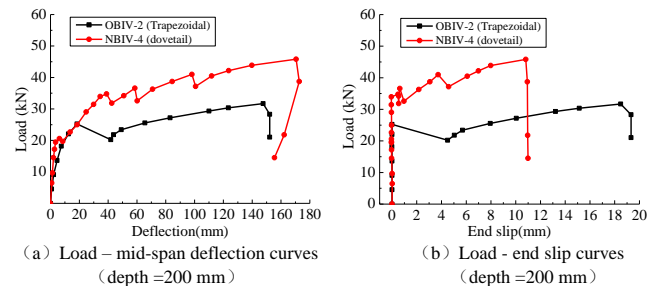 60
50
40
30
20
10
0
Load (kN)
OBIV-2 (Trapezoidal)
NBIV-4 (dovetail)
0 20 40 60 80 100 120 140 160 180
Deflection(mm)
(a) Load – mid-span deflection curves
(depth =200 mm)
60
50
40
30
20
10
0
Load (kN)
OBIV-2 (Trapezoidal)
NBIV-4 (dovetail)
0 2 4 6 8 10 12 14 16 18 20
End slip(mm)
(b) Load - end slip curves
(depth =200 mm)